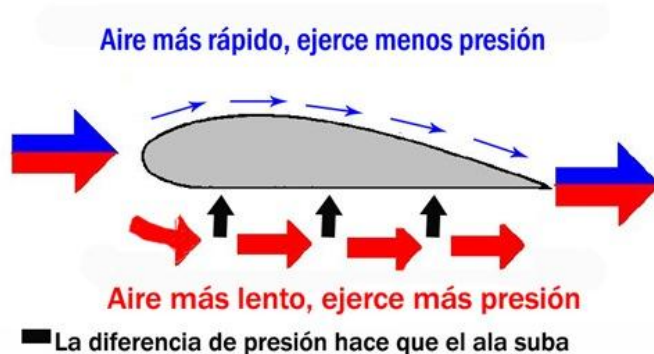 Aire más rápido, ejerce menos presión
Aire más lento, ejerce más presión
La diferencia de presión hace que el ala suba